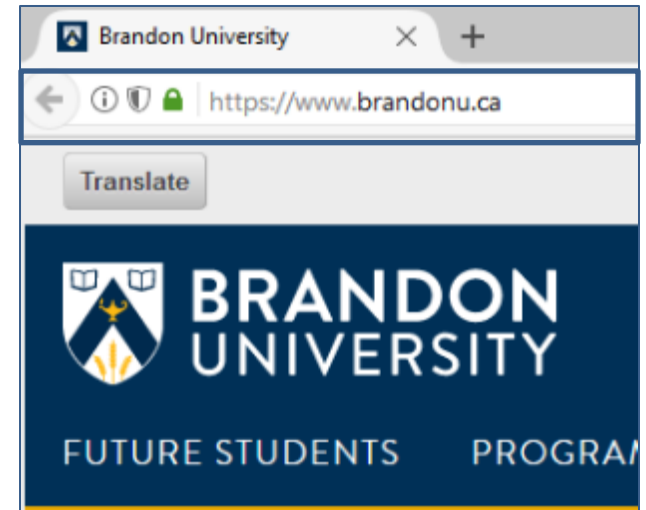 Brandon University
https://www.brandonu.ca
Translate
BRANDON
UNIVERSITY
FUTURE STUDENTS